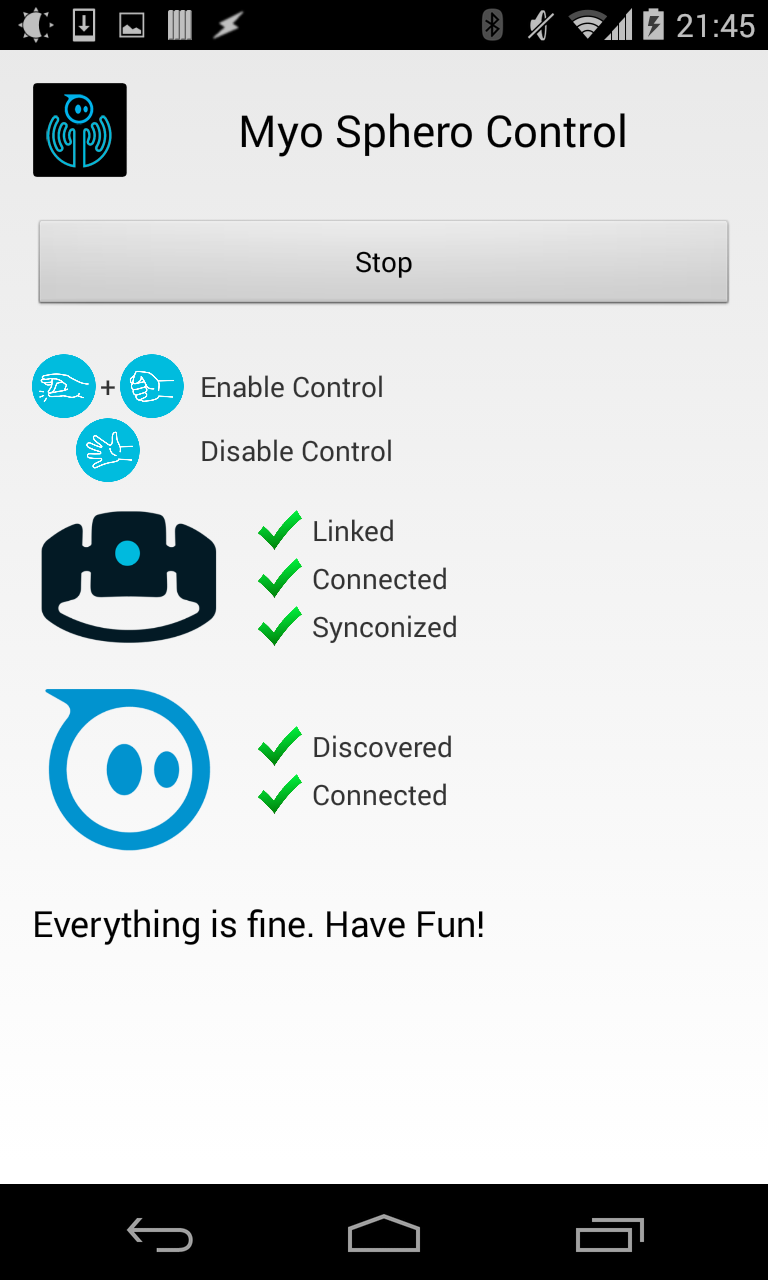 21:45
Myo Sphero Control
Stop
+ Enable Control
Disable Control
Linked
Connected
Synconized
Discovered
Connected
Everything is fine. Have Fun!